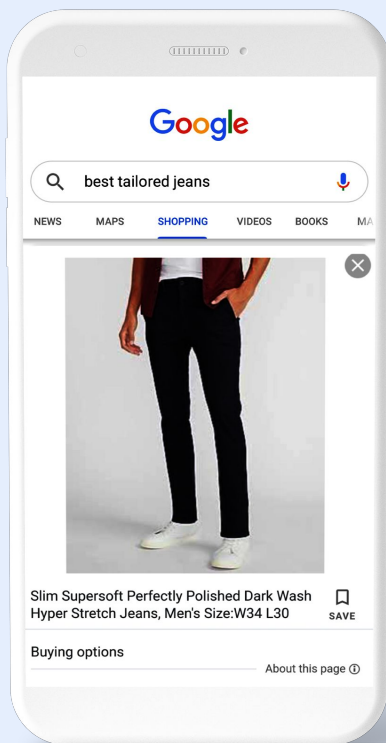 Google
best tailored jeans
NEWS MAPS SHOPPING VIDEOS BOOKS MA
Slim Supersoft Perfectly Polished Dark Wash
Hyper Stretch Jeans, Men's Size:W34 L30
SAVE
Buying options
About this page